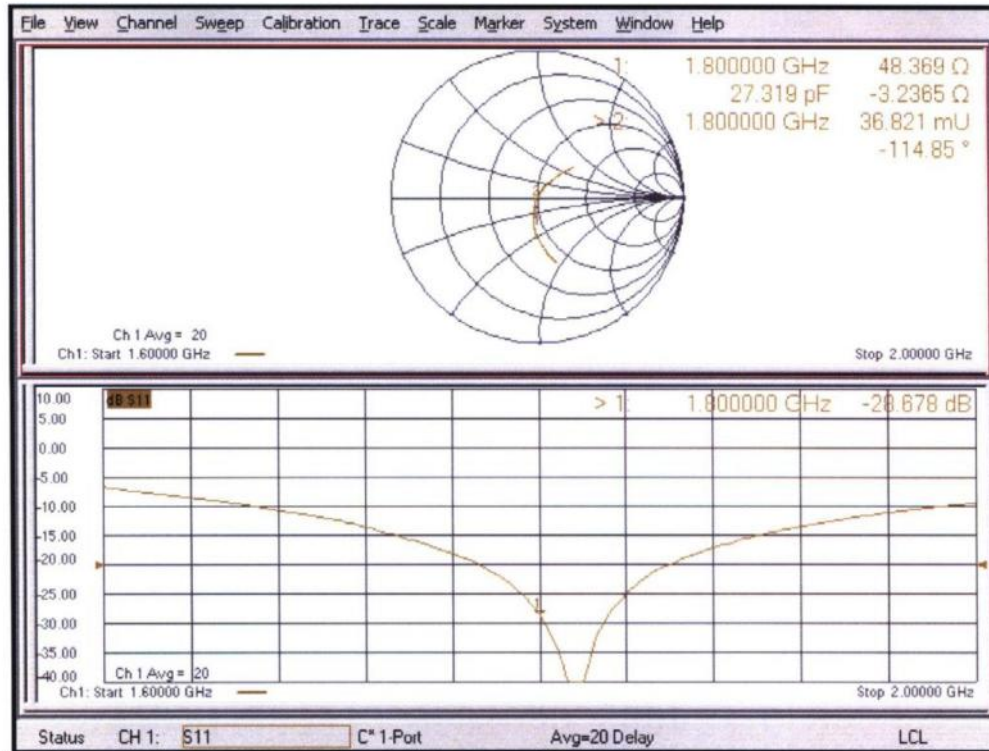 File View Channel Sweep Calibration Trace Scale Marker System Window Help
1: 1.800000 GHz 48.369 Ω
27.319 pF -3.2365 Ω
> 2: 1.800000 GHz 36.821 mU
-114.85 °
Ch 1 Avg = 20
Ch1: Start 1.60000 GHz Stop 2.00000 GHz
10.00 dB S11 > 1: 1.800000 GHz -28.678 dB
5.00
0.00
-5.00
-10.00
-15.00
-20.00
-25.00
1
-30.00
-35.00
-40.00 Ch 1 Avg = 20
Ch1: Start 1.60000 GHz Stop 2.00000 GHz
Status CH 1: S11 C* 1-Port Avg=20 Delay LCL